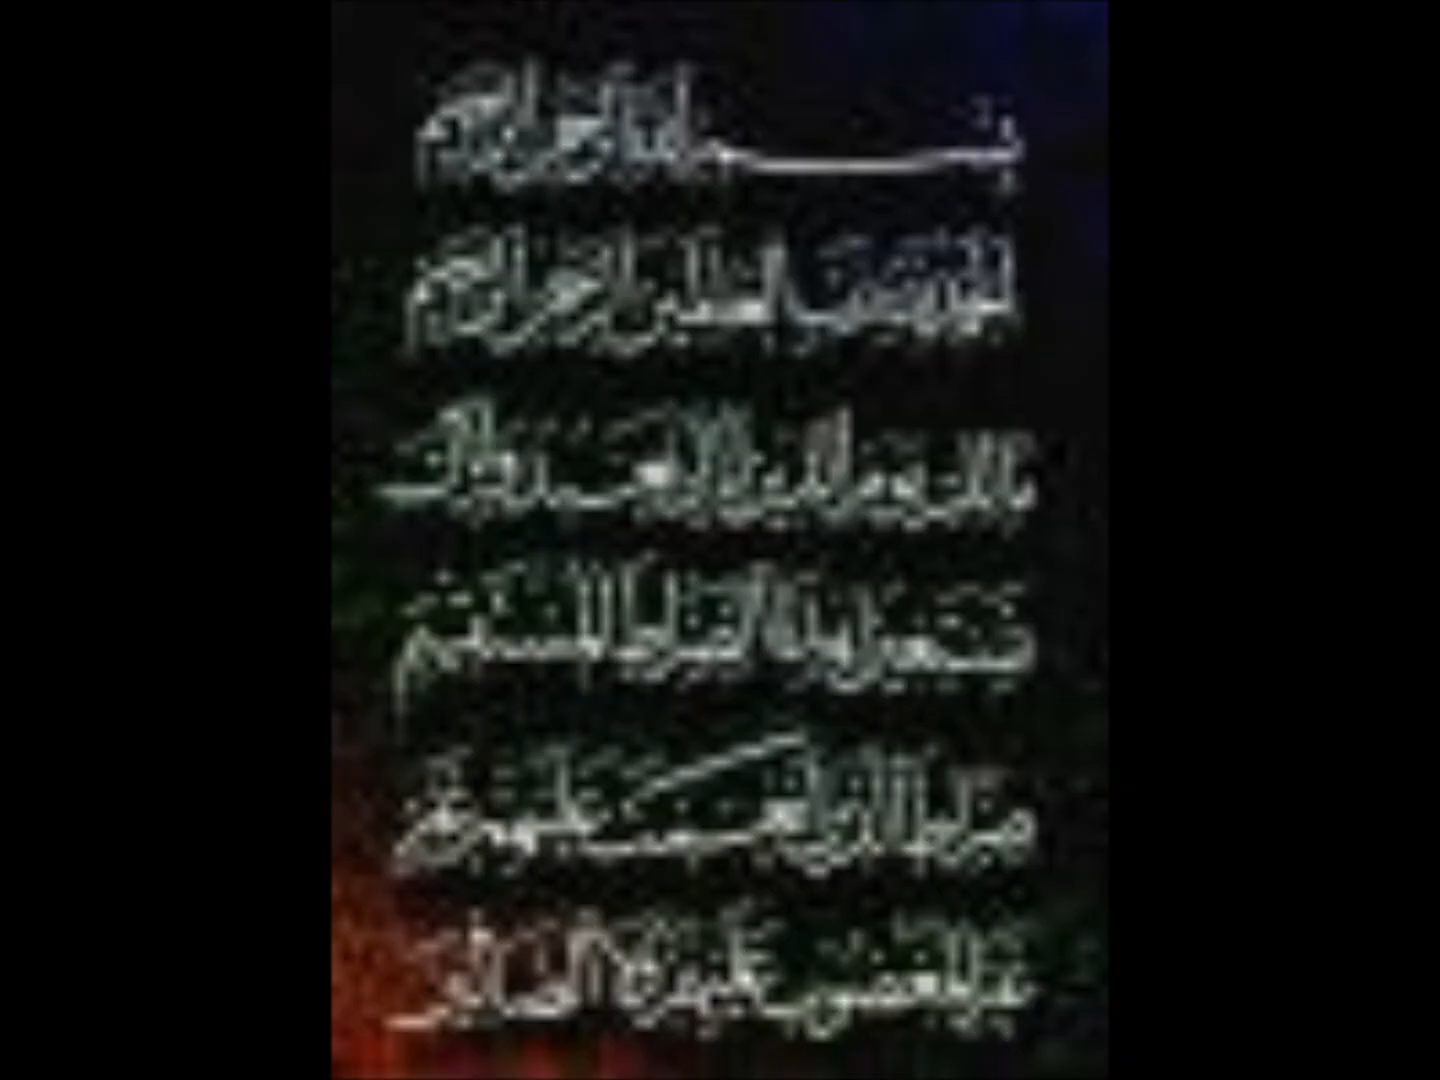 بسم الله الرحمن الرحيم
الحمد لله رب العالمين الرحمن الرحيم
مالك يوم الدين إياك نعبد وإياك
نستعين اهدنا الصراط المستقيم
صراط الذين أنعمت عليهم
غير المغضوب عليهم ولا الضالين